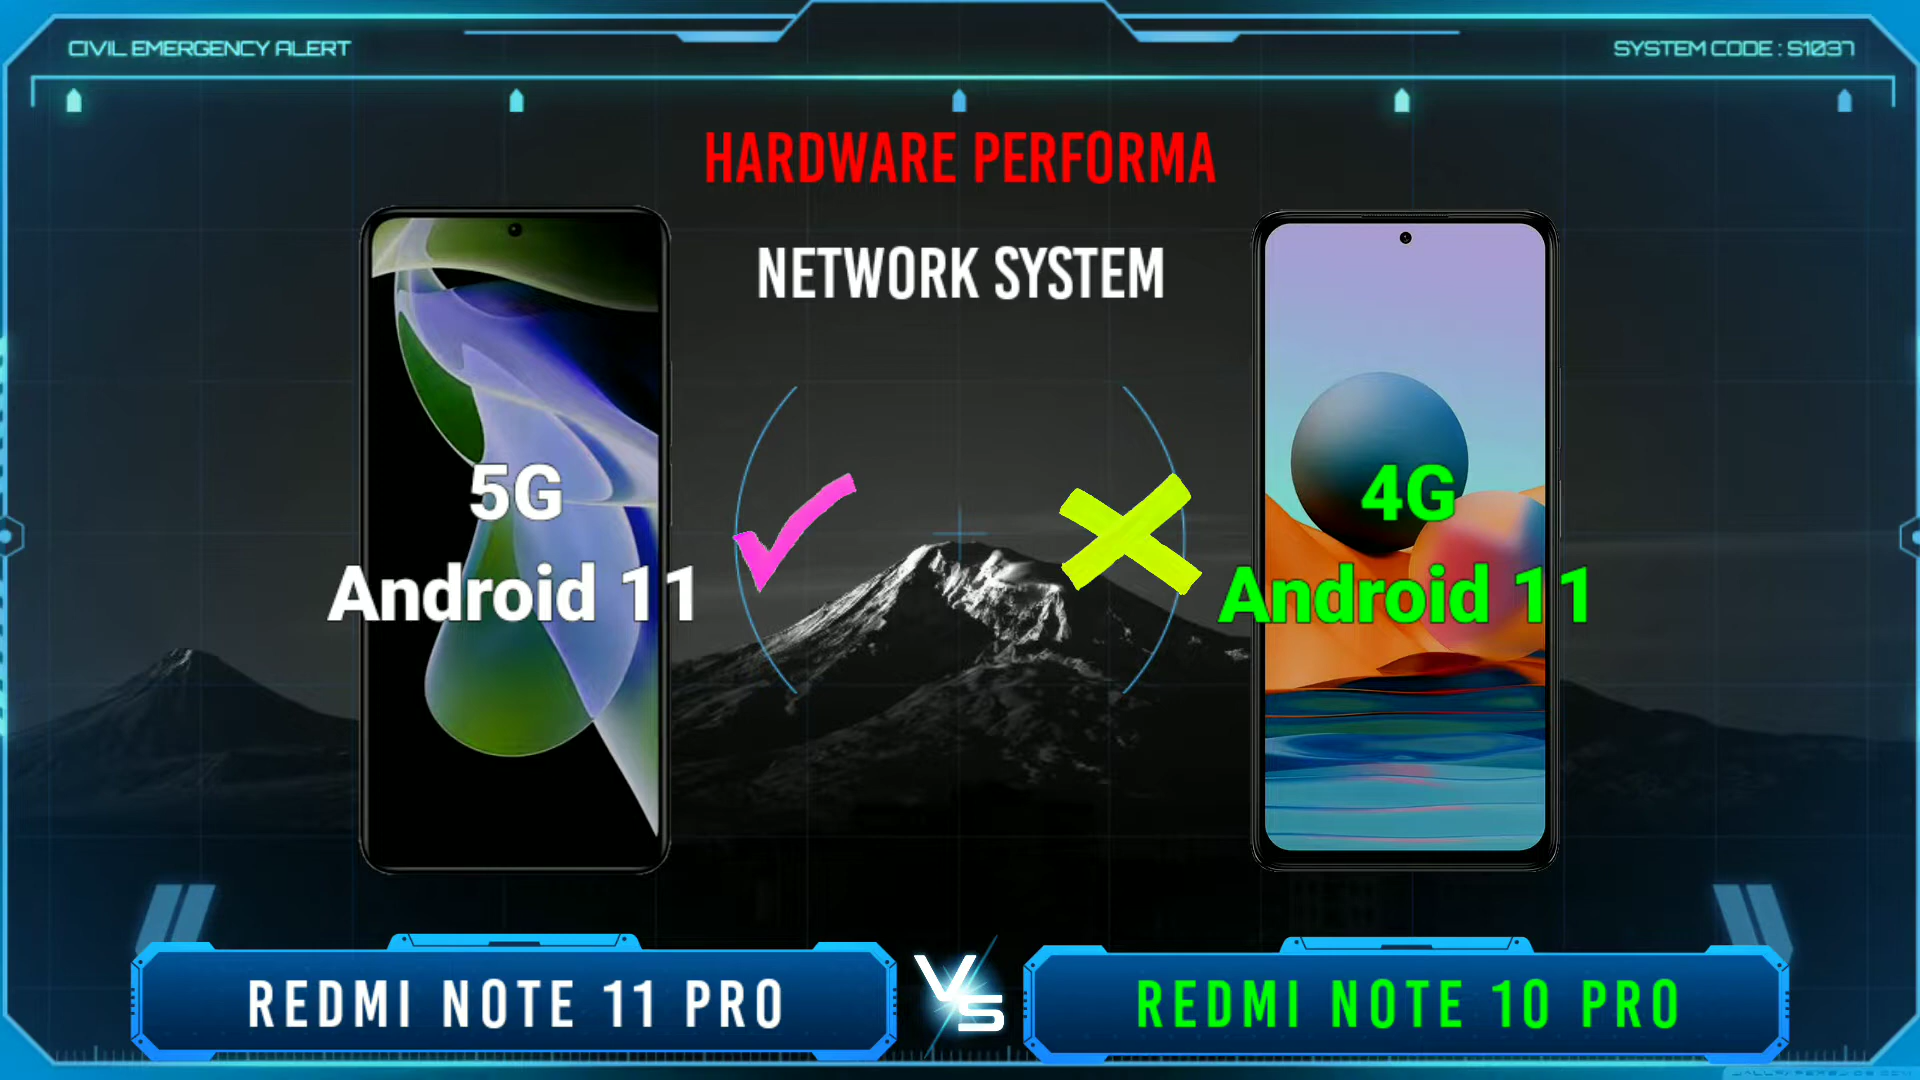 CIVIL EMERGENCY ALERT
SYSTEM CODE : S1037
HARDWARE PERFORMA
NETWORK SYSTEM
5G
Android 11
4G
Android 11
REDMI NOTE 11 PRO
VS
REDMI NOTE 10 PRO